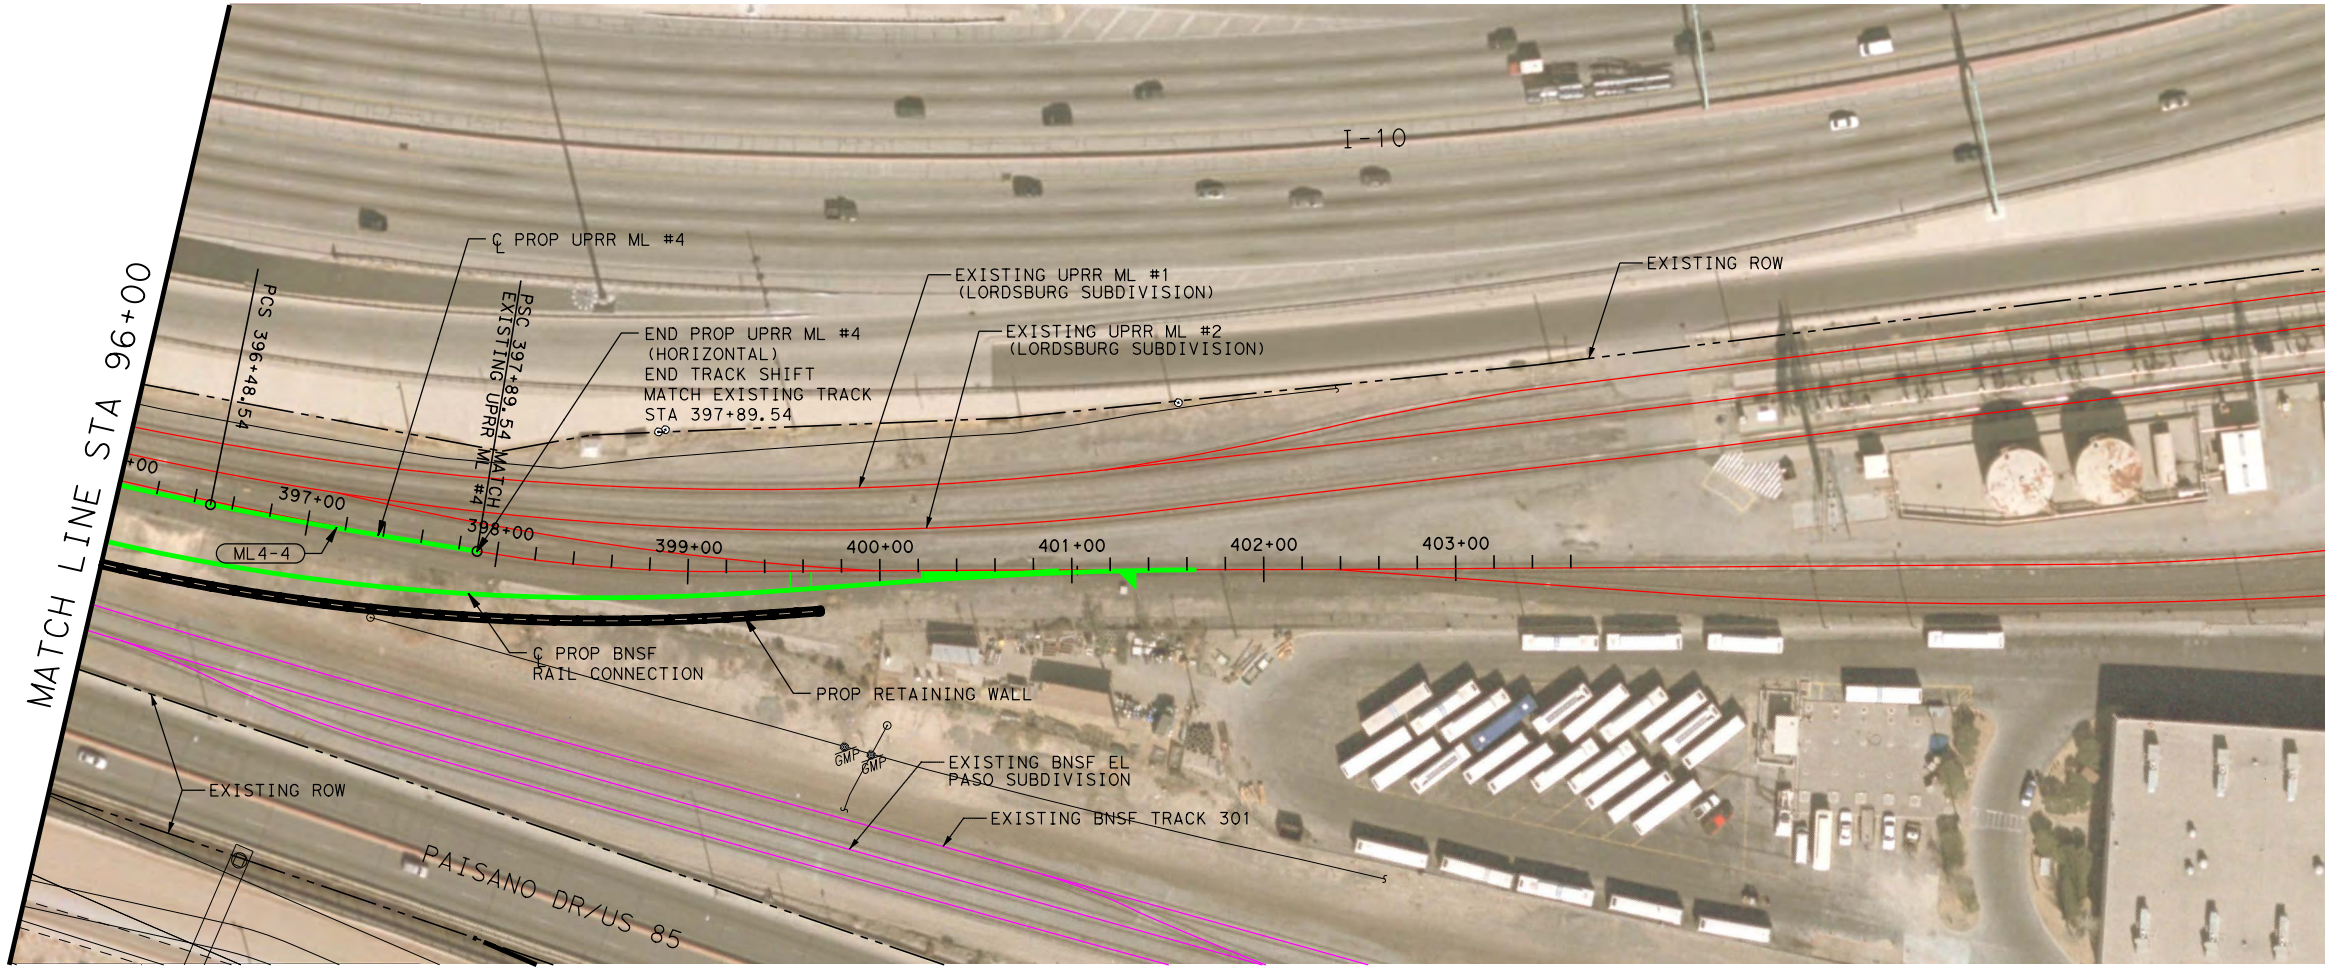 I-10
℄ PROP UPRR ML #4
EXISTING UPRR ML #1
(LORDSBURG SUBDIVISION)
EXISTING ROW
MATCH LINE STA 96+00
PCS 396+48.54
PSC 397+89.54 MATCH
EXISTING UPRR ML #4
END PROP UPRR ML #4
(HORIZONTAL)
END TRACK SHIFT
MATCH EXISTING TRACK
STA 397+89.54
EXISTING UPRR ML #2
(LORDSBURG SUBDIVISION)
+00
397+00
398+00
399+00
400+00
401+00
402+00
403+00
ML4-4
℄ PROP BNSF
RAIL CONNECTION
PROP RETAINING WALL
GMP
GMP
EXISTING BNSF EL
PASO SUBDIVISION
EXISTING BNSF TRACK 301
EXISTING ROW
PAISANO DR/US 85